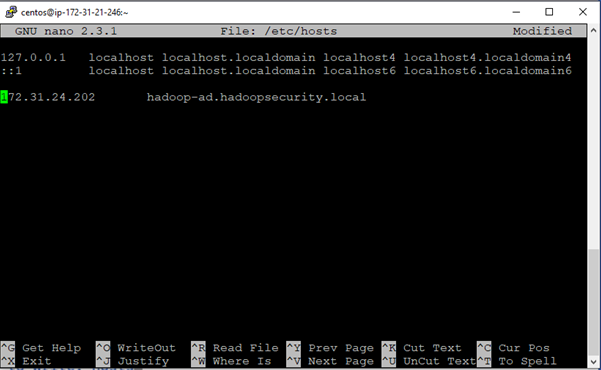 centos@ip-172-31-21-246:~
GNU nano 2.3.1 File: /etc/hosts Modified
127.0.0.1 localhost localhost.localdomain localhost4 localhost4.localdomain4
::1 localhost localhost.localdomain localhost6 localhost6.localdomain6
172.31.24.202 hadoop-ad.hadoopsecurity.local
^G Get Help ^O WriteOut ^R Read File ^Y Prev Page ^K Cut Text ^C Cur Pos
^X Exit ^J Justify ^W Where Is ^V Next Page ^U UnCut Text ^T To Spell